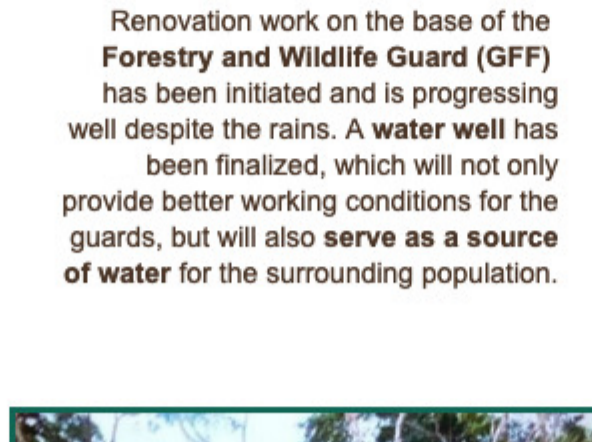 Renovation work on the base of the
Forestry and Wildlife Guard (GFF)
has been initiated and is progressing
well despite the rains. A water well has
been finalized, which will not only
provide better working conditions for the
guards, but will also serve as a source
of water for the surrounding population.